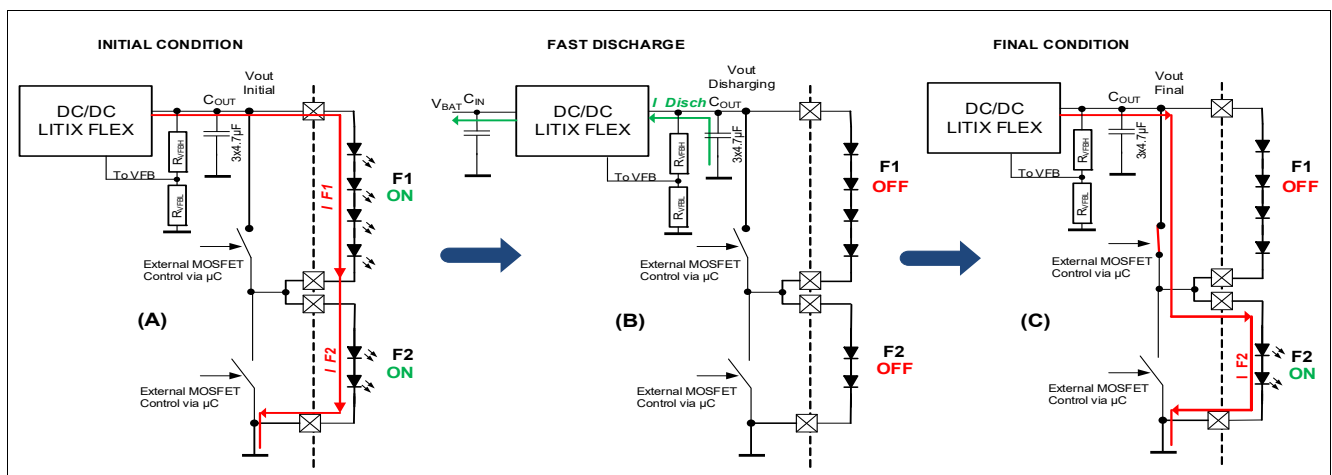 INITIAL CONDITION
Vout
Initial
DC/DC
LITIX FLEX
COUT
3x4.7µF
RVFBH
To VFB
RVFBL
I F1
F1
ON
External MOSFET
Control via µC
(A)
I F2
F2
ON
External MOSFET
Control via µC
FAST DISCHARGE
Vout
Disharging
VBAT
CIN
DC/DC
LITIX FLEX
I Disch
COUT
3x4.7µF
RVFBH
To VFB
RVFBL
F1
OFF
External MOSFET
Control via µC
(B)
F2
OFF
External MOSFET
Control via µC
FINAL CONDITION
Vout
Final
DC/DC
LITIX FLEX
COUT
3x4.7µF
RVFBH
To VFB
RVFBL
F1
OFF
External MOSFET
Control via µC
(C)
I F2
F2
ON
External MOSFET
Control via µC